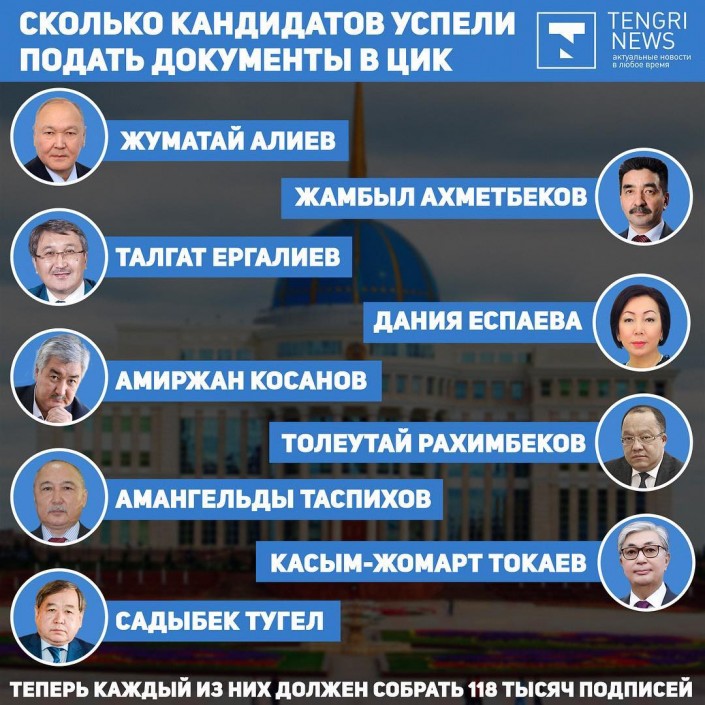 СКОЛЬКО КАНДИДАТОВ УСПЕЛИ
ПОДАТЬ ДОКУМЕНТЫ В ЦИК
TENGRI
NEWS
актуальные новости
в любое время
ЖУМАТАЙ АЛИЕВ
ЖАМБЫЛ АХМЕТБЕКОВ
ТАЛГАТ ЕРГАЛИЕВ
ДАНИЯ ЕСПАЕВА
АМИРЖАН КОСАНОВ
ТОЛЕУТАЙ РАХИМБЕКОВ
АМАНГЕЛЬДЫ ТАСПИХОВ
КАСЫМ-ЖОМАРТ ТОКАЕВ
САДЫБЕК ТУГЕЛ
ТЕПЕРЬ КАЖДЫЙ ИЗ НИХ ДОЛЖЕН СОБРАТЬ 118 ТЫСЯЧ ПОДПИСЕЙ